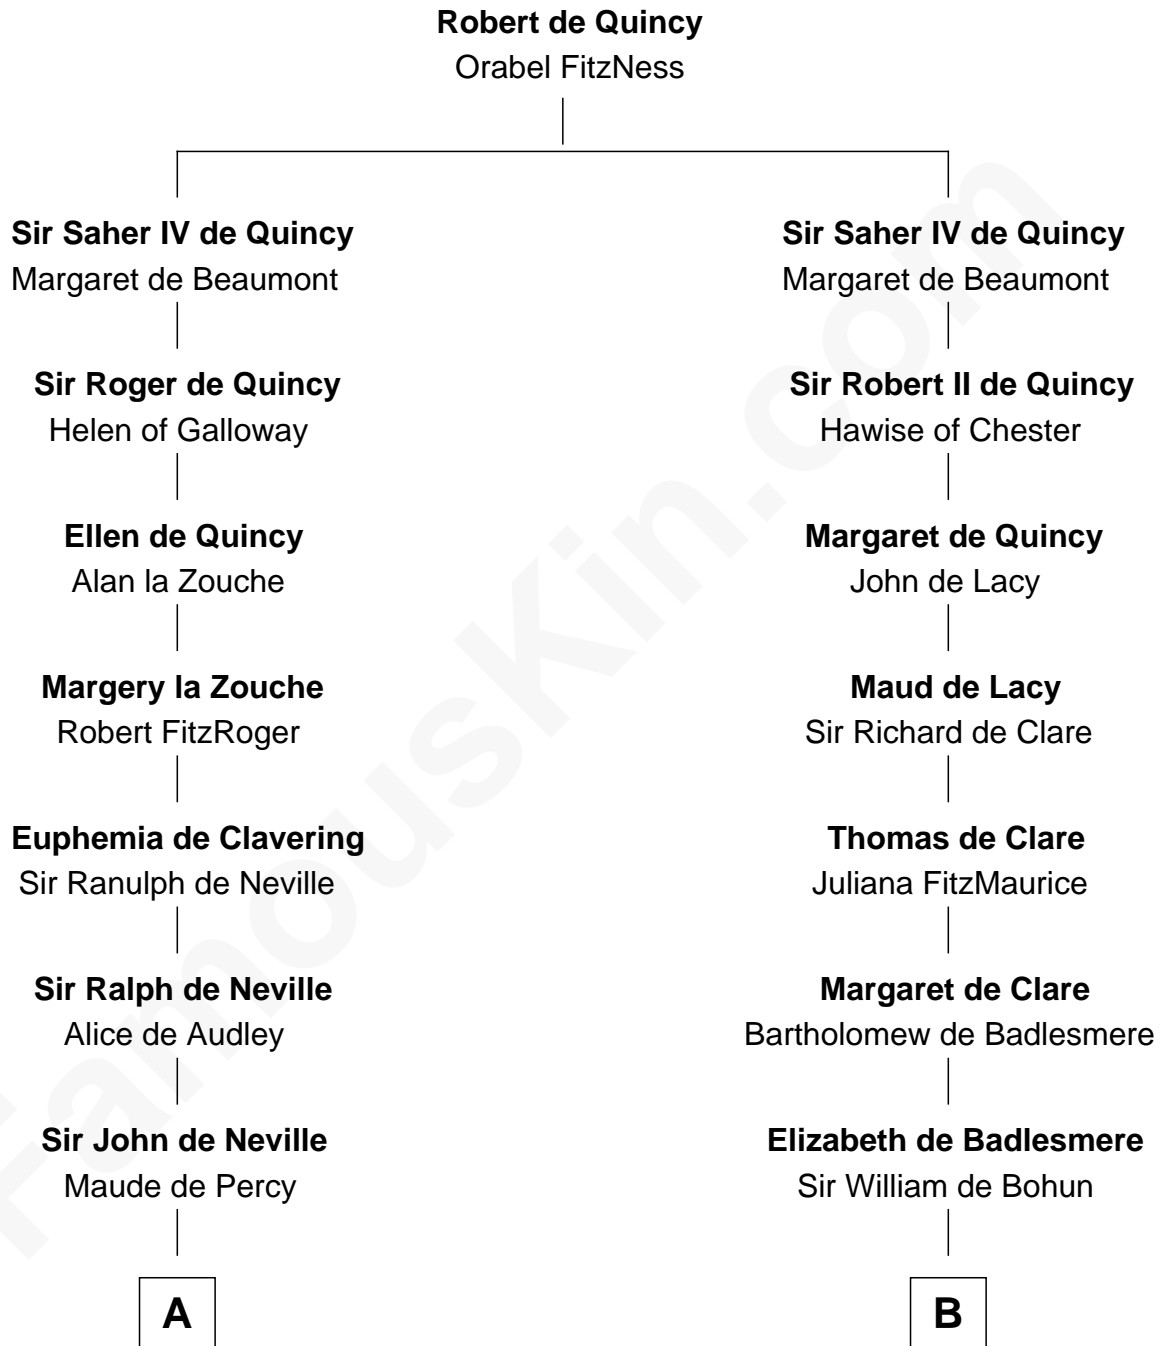 Robert de Quincy
Orabel FitzNess
Sir Saher IV de Quincy
Margaret de Beaumont
Sir Saher IV de Quincy
Margaret de Beaumont
Sir Roger de Quincy
Helen of Galloway
Sir Robert II de Quincy
Hawise of Chester
Ellen de Quincy
Alan la Zouche
Margaret de Quincy
John de Lacy
Margery la Zouche
Robert FitzRoger
Maud de Lacy
Sir Richard de Clare
Euphemia de Clavering
Sir Ranulph de Neville
Thomas de Clare
Juliana FitzMaurice
Sir Ralph de Neville
Alice de Audley
Margaret de Clare
Bartholomew de Badlesmere
Sir John de Neville
Maude de Percy
Elizabeth de Badlesmere
Sir William de Bohun
A
B
FamousKin.com